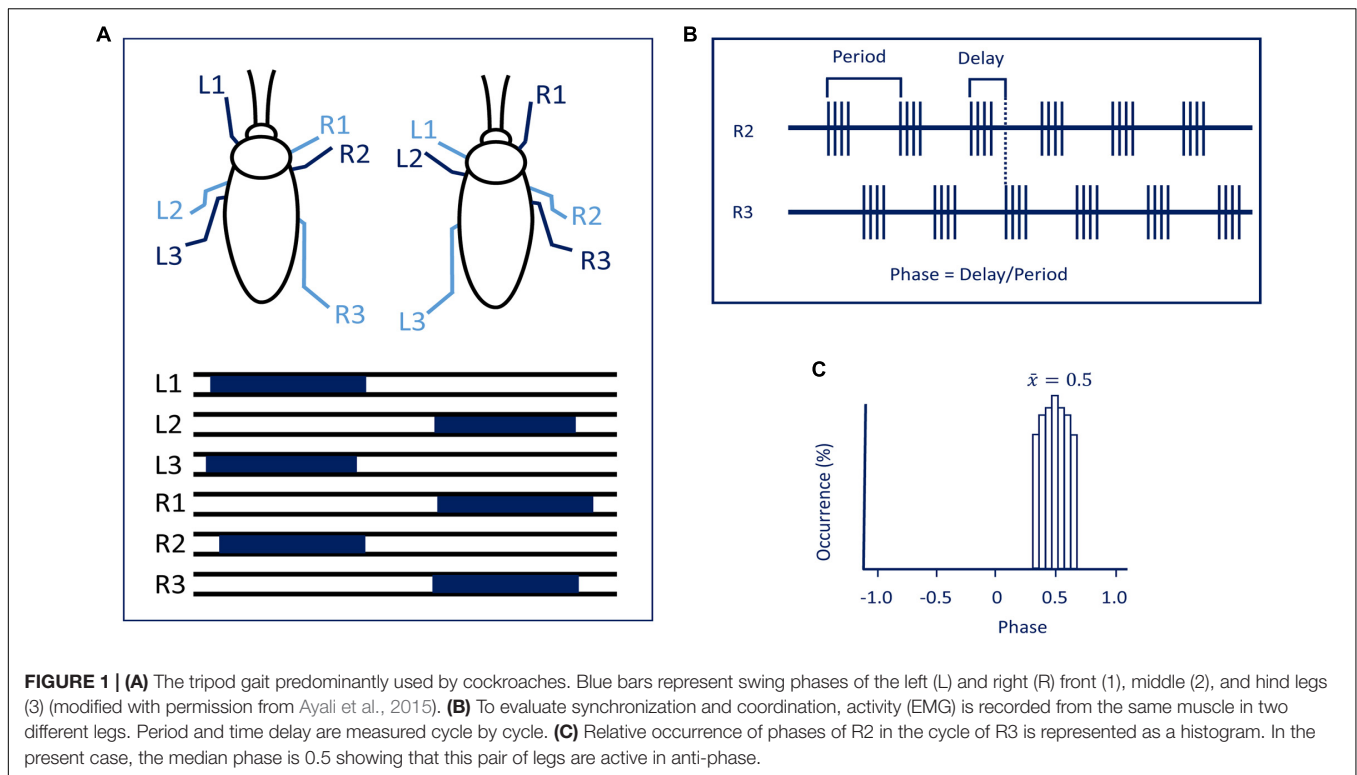 A
L1
R1
R2
L2
L3
R3
R1
L1
L2
R2
R3
L3
L1
L2
L3
R1
R2
R3
B
Period
Delay
R2
R3
Phase = Delay/Period
C
x̄ = 0.5
Occurrence (%)
-1.0 -0.5 0 0.5 1.0
Phase
FIGURE 1 | (A) The tripod gait predominantly used by cockroaches. Blue bars represent swing phases of the left (L) and right (R) front (1), middle (2), and hind legs
(3) (modified with permission from Ayali et al., 2015). (B) To evaluate synchronization and coordination, activity (EMG) is recorded from the same muscle in two
different legs. Period and time delay are measured cycle by cycle. (C) Relative occurrence of phases of R2 in the cycle of R3 is represented as a histogram. In the
present case, the median phase is 0.5 showing that this pair of legs are active in anti-phase.